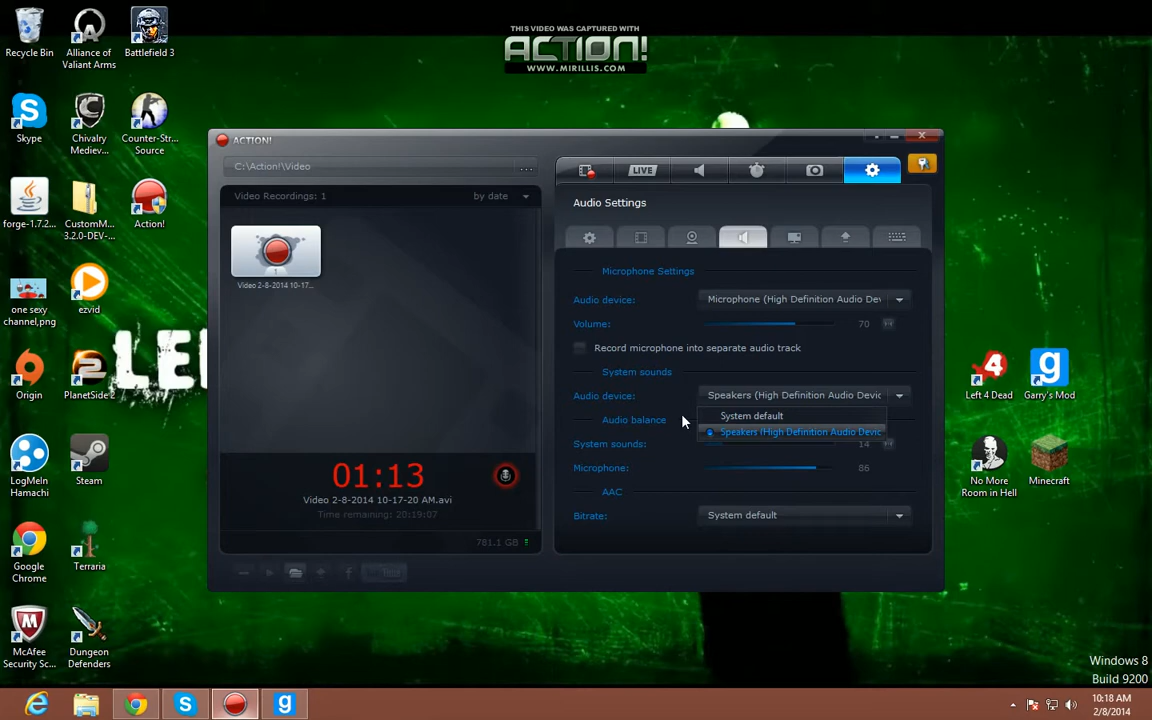 THIS VIDEO WAS CAPTURED WITH
ACTION!
WWW.MIRILLIS.COM
Recycle Bin
Alliance of
Valiant Arms
Battlefield 3
Skype
Chivalry
Mediev...
Counter-Str...
Source
forge-1.7.2...
CustomM...
3.2.0-DEV-...
Action!
one sexy
channel,png
ezvid
Origin
PlanetSide 2
LogMeIn
Hamachi
Steam
Google
Chrome
Terraria
McAfee
Security Sc...
Dungeon
Defenders
Left 4 Dead
Garry's Mod
No More
Room in Hell
Minecraft
ACTION!
C:\Action!\Video
...
Video Recordings: 1
by date
1
Video 2-8-2014 10-17...
01:13
Video 2-8-2014 10-17-20 AM.avi
Time remaining: 20:19:07
781.1 GB
LIVE
Audio Settings
Microphone Settings
Audio device:
Microphone (High Definition Audio Dev
Volume:
70
Record microphone into separate audio track
System sounds
Audio device:
Speakers (High Definition Audio Devic
System default
Speakers (High Definition Audio Devic
Audio balance
System sounds:
14
Microphone:
86
AAC
Bitrate:
System default
Windows 8
Build 9200
10:18 AM
2/8/2014